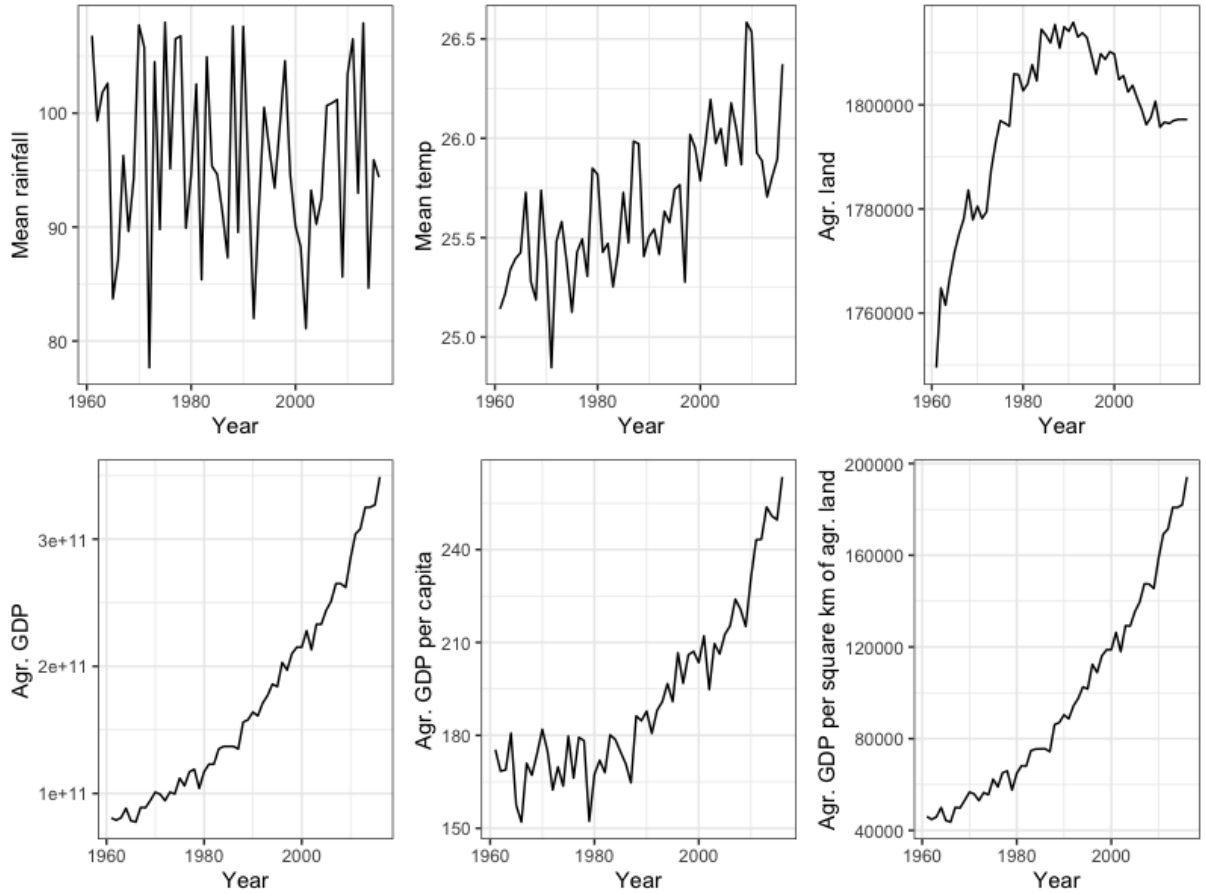 Mean rainfall
100
90
80
1960
1980
2000
Year
Mean temp
26.5
26.0
25.5
25.0
1960
1980
2000
Year
Agr. land
1800000
1780000
1760000
1960
1980
2000
Year
Agr. GDP
3e+11
2e+11
1e+11
1960
1980
2000
Year
Agr. GDP per capita
240
210
180
150
1960
1980
2000
Year
Agr. GDP per square km of agr. land
200000
160000
120000
80000
40000
1960
1980
2000
Year